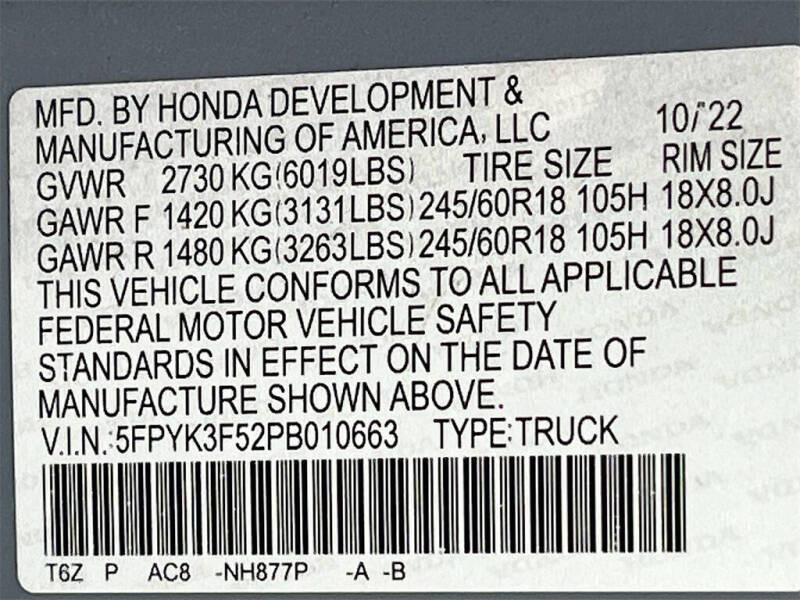 MFD. BY HONDA DEVELOPMENT &
MANUFACTURING OF AMERICA, LLC 10/22
GVWR 2730 KG(6019LBS) TIRE SIZE RIM SIZE
GAWR F 1420 KG(3131LBS) 245/60R18 105H 18X8.0J
GAWR R 1480 KG(3263LBS) 245/60R18 105H 18X8.0J
THIS VEHICLE CONFORMS TO ALL APPLICABLE
FEDERAL MOTOR VEHICLE SAFETY
STANDARDS IN EFFECT ON THE DATE OF
MANUFACTURE SHOWN ABOVE.
V.I.N.:5FPYK3F52PB010663 TYPE:TRUCK
T6Z P AC8 -NH877P -A -B